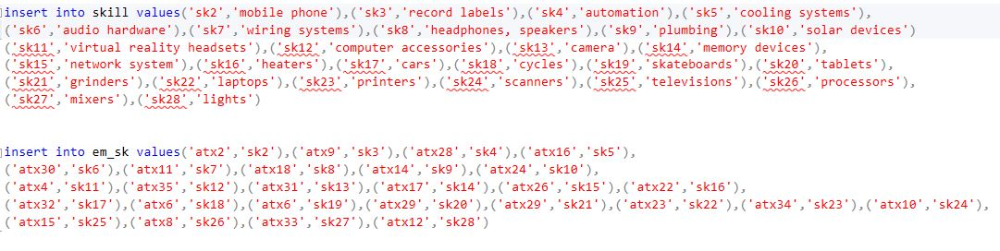 insert into skill values('sk2','mobile phone'),('sk3','record labels'),('sk4','automation'),('sk5','cooling systems'),
('sk6','audio hardware'),('sk7','wiring systems'),('sk8','headphones, speakers'),('sk9','plumbing'),('sk10','solar devices')
('sk11','virtual reality headsets'),('sk12','computer accessories'),('sk13','camera'),('sk14','memory devices'),
('sk15','network system'),('sk16','heaters'),('sk17','cars'),('sk18','cycles'),('sk19','skateboards'),('sk20','tablets'),
('sk21','grinders'),('sk22','laptops'),('sk23','printers'),('sk24','scanners'),('sk25','televisions'),('sk26','processors'),
('sk27','mixers'),('sk28','lights')
insert into em_sk values('atx2','sk2'),('atx9','sk3'),('atx28','sk4'),('atx16','sk5'),
('atx30','sk6'),('atx11','sk7'),('atx18','sk8'),('atx14','sk9'),('atx24','sk10'),
('atx4','sk11'),('atx35','sk12'),('atx31','sk13'),('atx17','sk14'),('atx26','sk15'),('atx22','sk16'),
('atx32','sk17'),('atx6','sk18'),('atx6','sk19'),('atx29','sk20'),('atx29','sk21'),('atx23','sk22'),('atx34','sk23'),('atx10','sk24'),
('atx15','sk25'),('atx8','sk26'),('atx33','sk27'),('atx12','sk28')